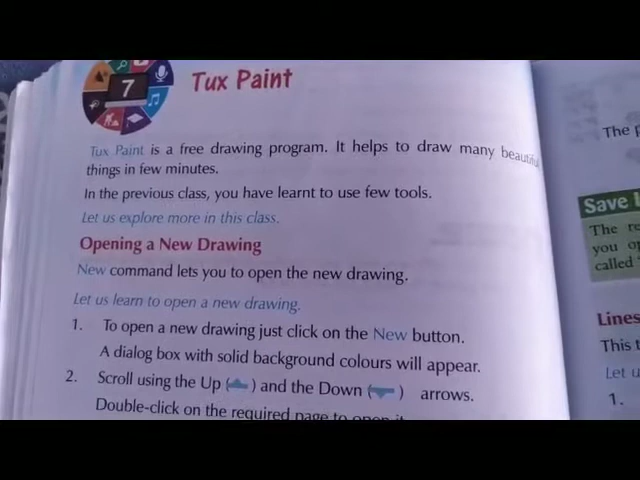 7
Tux Paint
Tux Paint is a free drawing program. It helps to draw many beautiful
things in few minutes.
In the previous class, you have learnt to use few tools.
Let us explore more in this class.
Opening a New Drawing
New command lets you to open the new drawing.
Let us learn to open a new drawing.
1. To open a new drawing just click on the New button.
A dialog box with solid background colours will appear.
2. Scroll using the Up ( ) and the Down ( ) arrows.
Double-click on the required page to open it
The
Save
The
you
called
Lines
This
Let
1.